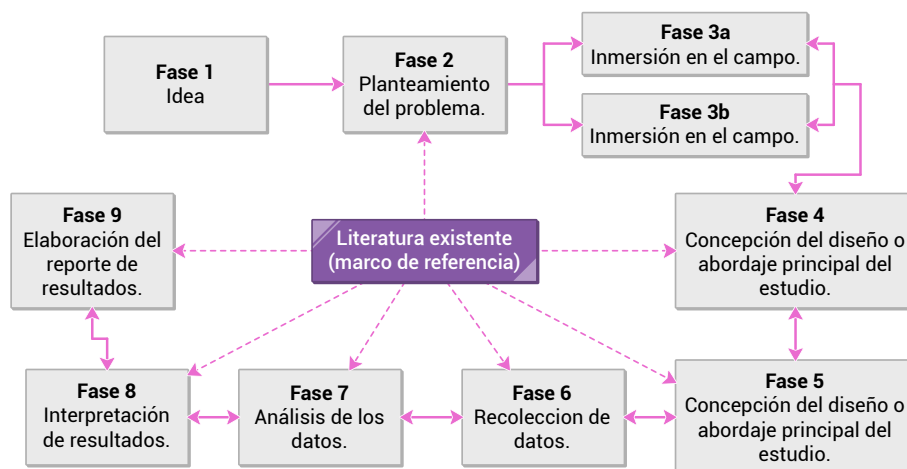 Fase 1
Idea
Fase 2
Planteamiento
del problema.
Fase 3a
Inmersión en el campo.
Fase 3b
Inmersión en el campo.
Fase 9
Elaboración del
reporte de
resultados.
Literatura existente
(marco de referencia)
Fase 4
Concepción del diseño o
abordaje principal del
estudio.
Fase 8
Interpretación
de resultados.
Fase 7
Análisis de los
datos.
Fase 6
Recoleccion de
datos.
Fase 5
Concepción del diseño o
abordaje principal del
estudio.